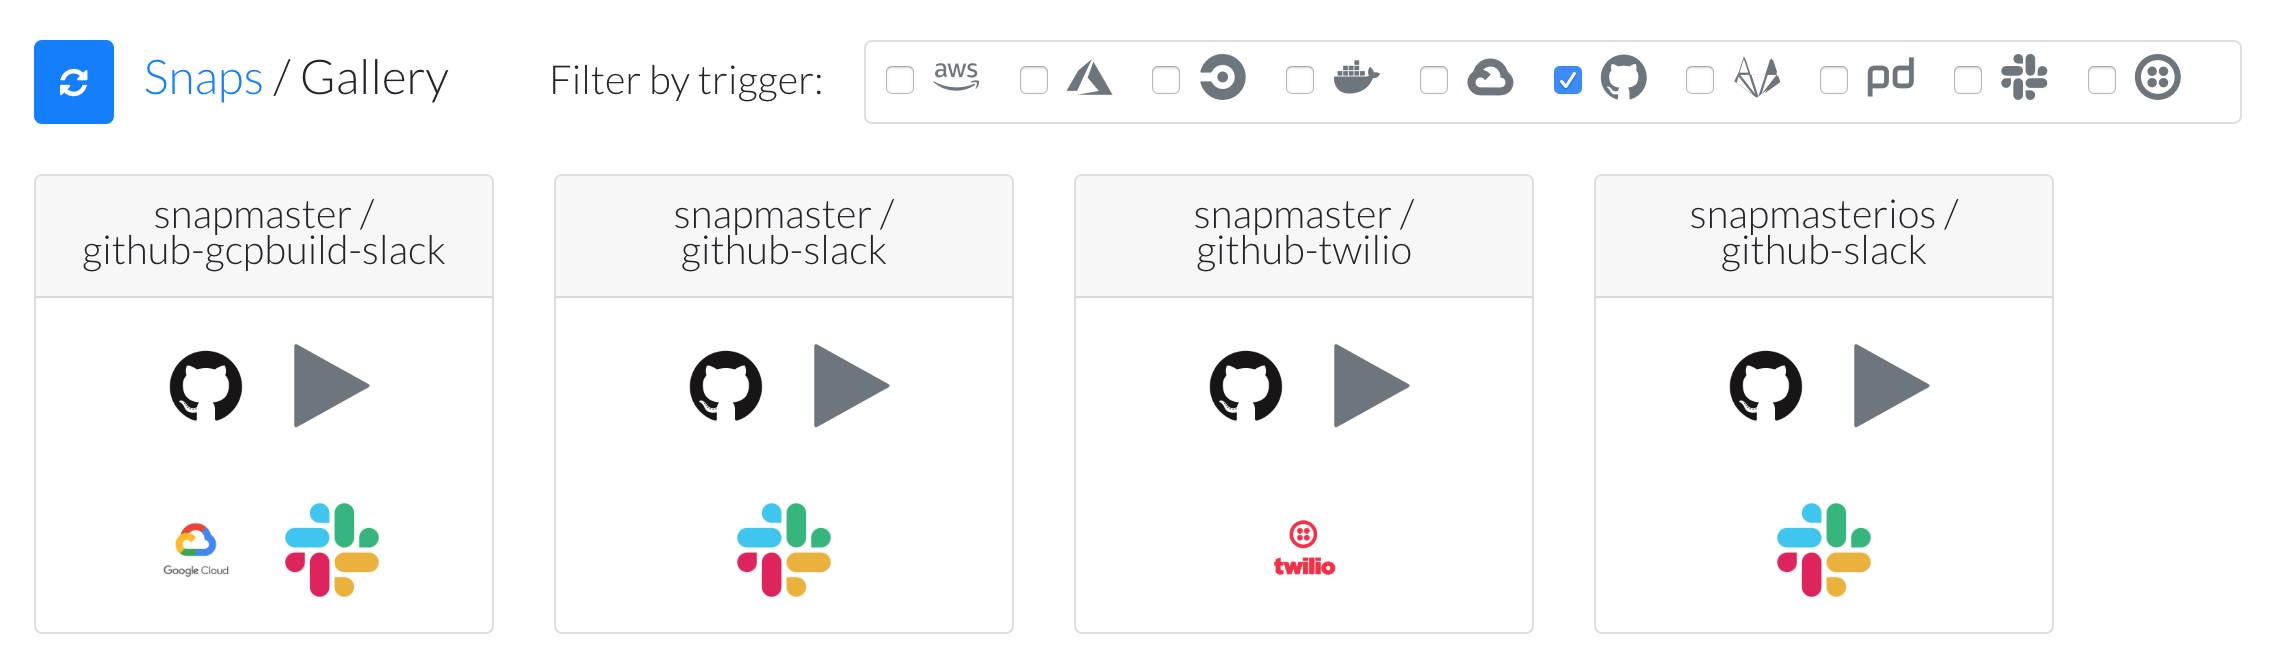 Snaps / Gallery
Filter by trigger:
aws
pd
snapmaster /
github-gcpbuild-slack
snapmaster /
github-slack
snapmaster /
github-twilio
snapmasterios /
github-slack
Google Cloud
twilio